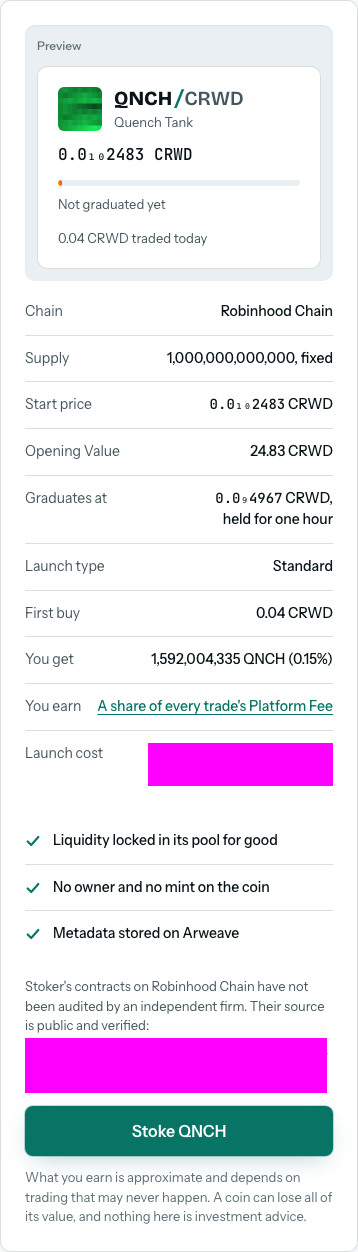 Preview
QNCH/CRWD
Quench Tank
0.0₁₀2483 CRWD
Not graduated yet
0.04 CRWD traded today
Chain Robinhood Chain
Supply 1,000,000,000,000, fixed
Start price 0.0₁₀2483 CRWD
Opening Value 24.83 CRWD
Graduates at 0.0₉4967 CRWD,
held for one hour
Launch type Standard
First buy 0.04 CRWD
You get 1,592,004,335 QNCH (0.15%)
You earn A share of every trade's Platform Fee
Launch cost
Liquidity locked in its pool for good
No owner and no mint on the coin
Metadata stored on Arweave
Stoker's contracts on Robinhood Chain have not
been audited by an independent firm. Their source
is public and verified:
Stoke QNCH
What you earn is approximate and depends on
trading that may never happen. A coin can lose all of
its value, and nothing here is investment advice.